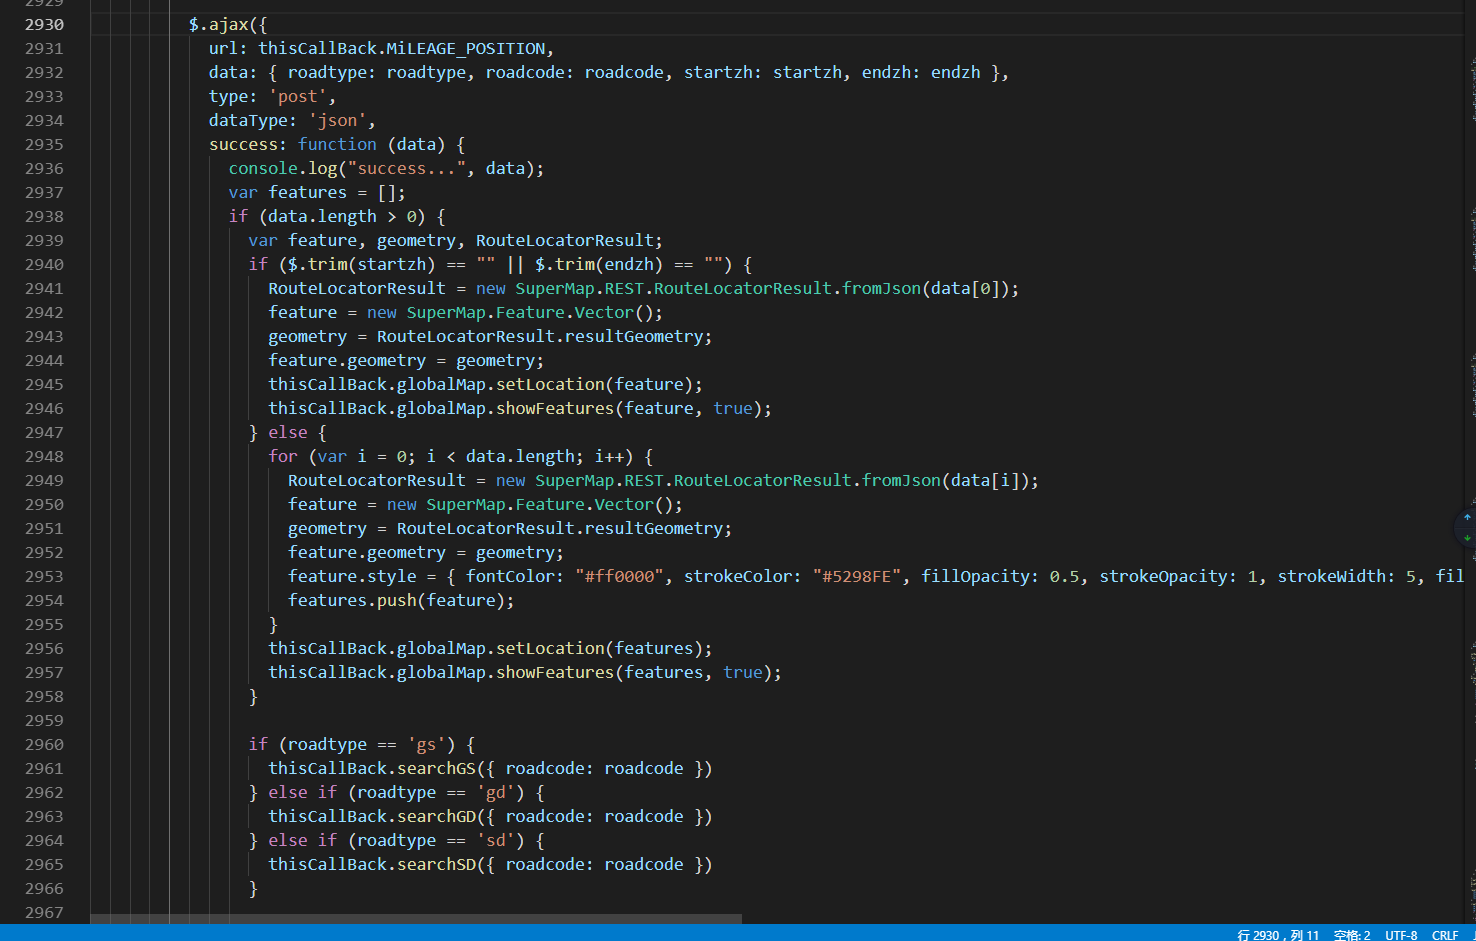 2929
2930 $.ajax({
2931 url: thisCallBack.MiLEAGE_POSITION,
2932 data: { roadtype: roadtype, roadcode: roadcode, startzh: startzh, endzh: endzh },
2933 type: 'post',
2934 dataType: 'json',
2935 success: function (data) {
2936 console.log("success...", data);
2937 var features = [];
2938 if (data.length > 0) {
2939 var feature, geometry, RouteLocatorResult;
2940 if ($.trim(startzh) == "" || $.trim(endzh) == "") {
2941 RouteLocatorResult = new SuperMap.REST.RouteLocatorResult.fromJson(data[0]);
2942 feature = new SuperMap.Feature.Vector();
2943 geometry = RouteLocatorResult.resultGeometry;
2944 feature.geometry = geometry;
2945 thisCallBack.globalMap.setLocation(feature);
2946 thisCallBack.globalMap.showFeatures(feature, true);
2947 } else {
2948 for (var i = 0; i < data.length; i++) {
2949 RouteLocatorResult = new SuperMap.REST.RouteLocatorResult.fromJson(data[i]);
2950 feature = new SuperMap.Feature.Vector();
2951 geometry = RouteLocatorResult.resultGeometry;
2952 feature.geometry = geometry;
2953 feature.style = { fontColor: "#ff0000", strokeColor: "#5298FE", fillOpacity: 0.5, strokeOpacity: 1, strokeWidth: 5, fil
2954 features.push(feature);
2955 }
2956 thisCallBack.globalMap.setLocation(features);
2957 thisCallBack.globalMap.showFeatures(features, true);
2958 }
2959
2960 if (roadtype == 'gs') {
2961 thisCallBack.searchGS({ roadcode: roadcode })
2962 } else if (roadtype == 'gd') {
2963 thisCallBack.searchGD({ roadcode: roadcode })
2964 } else if (roadtype == 'sd') {
2965 thisCallBack.searchSD({ roadcode: roadcode })
2966 }
2967
行 2930，列 11 空格: 2 UTF-8 CRLF